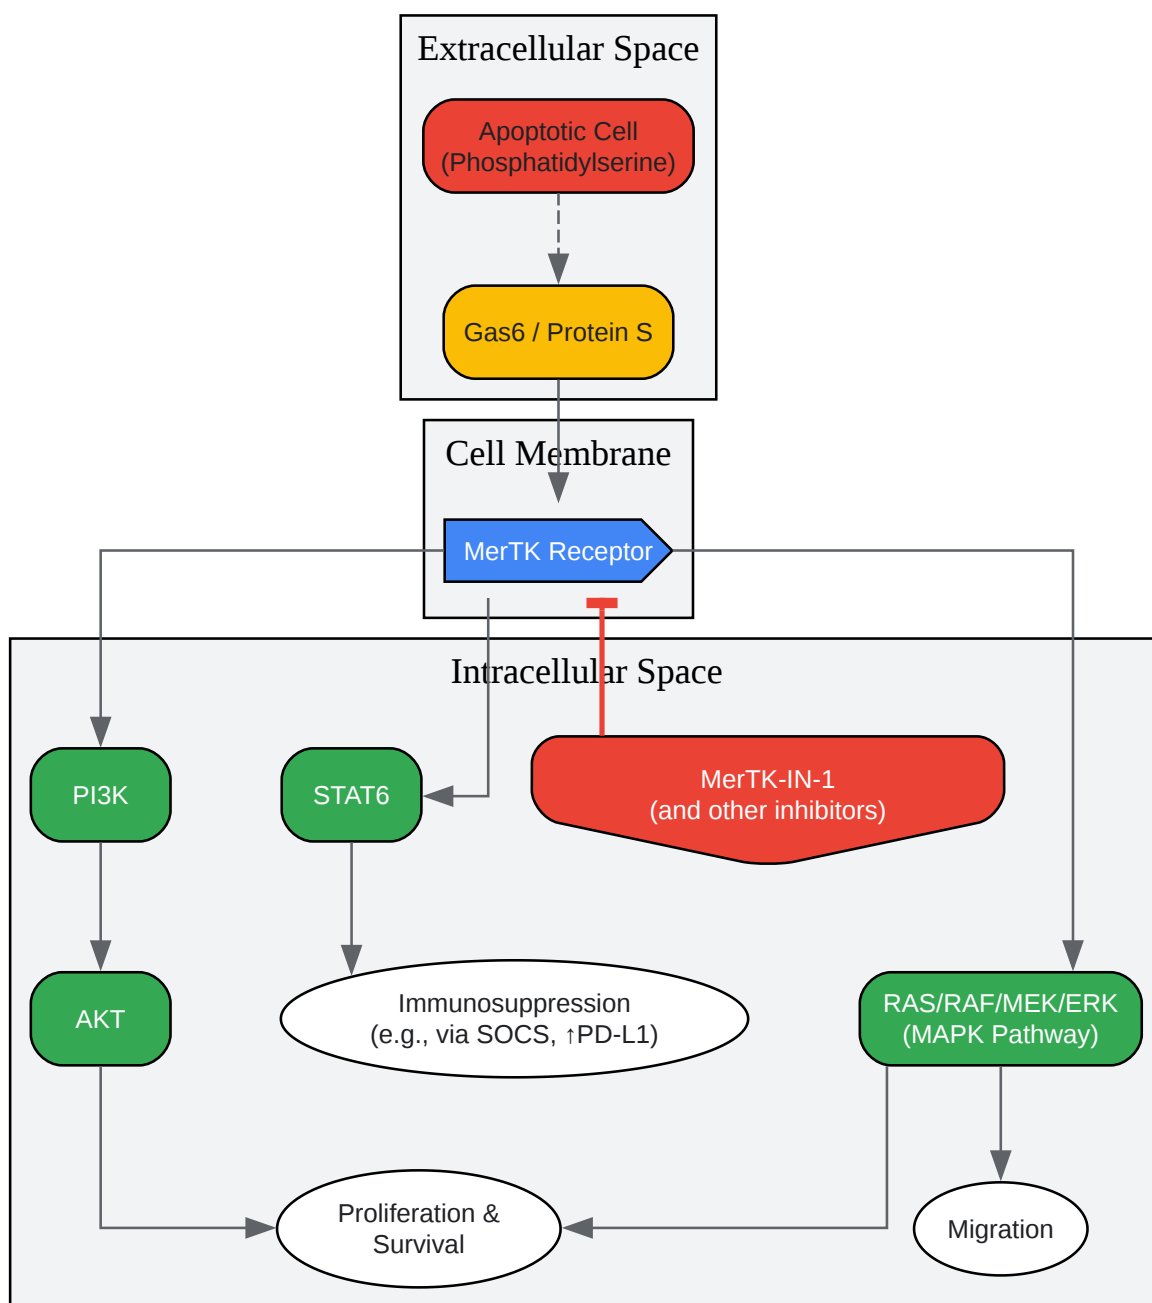 Extracellular Space
Apoptotic Cell
(Phosphatidylserine)
Gas6 / Protein S
Cell Membrane
MerTK Receptor
Intracellular Space
PI3K
STAT6
MerTK-IN-1
(and other inhibitors)
AKT
Immunosuppression
(e.g., via SOCS, ↑PD-L1)
RAS/RAF/MEK/ERK
(MAPK Pathway)
Proliferation &
Survival
Migration